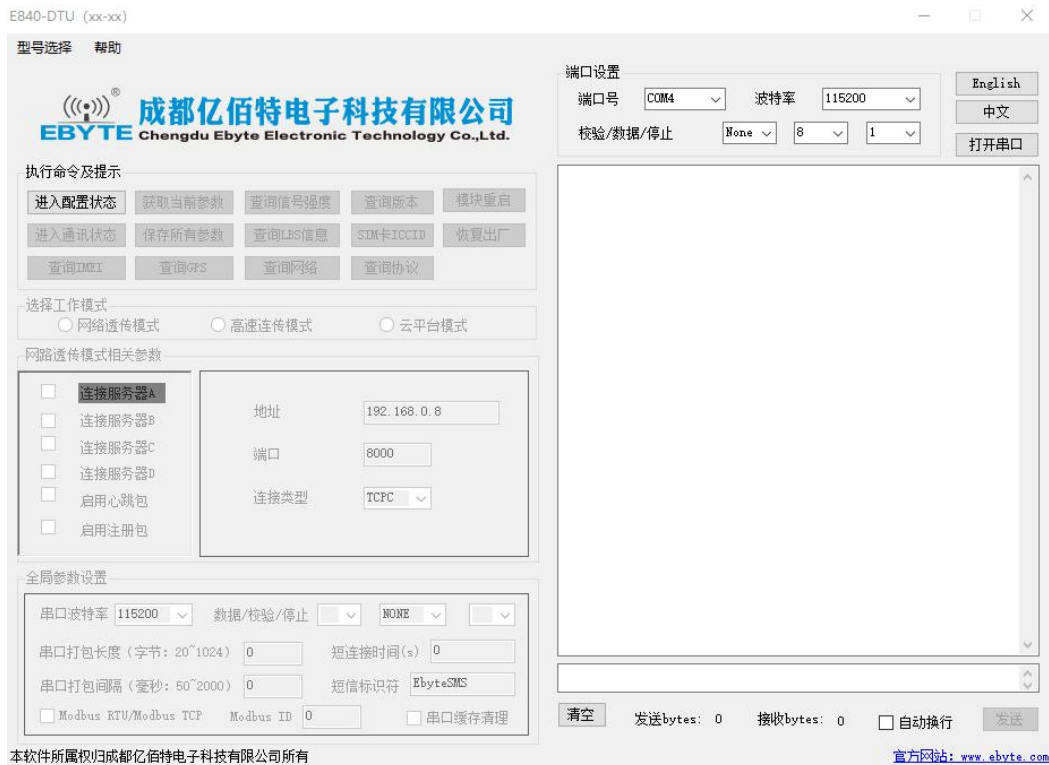 E840-DTU (xx-xx)
型号选择 帮助
((·)) ®
EBYTE
成都亿佰特电子科技有限公司
Chengdu Ebyte Electronic Technology Co.,Ltd.
端口设置
端口号 COM4 波特率 115200
校验/数据/停止 None 8 1
English
中文
打开串口
执行命令及提示
进入配置状态 获取当前参数 查询信号强度 查询版本 模块重启
进入通讯状态 保存所有参数 查询LBS信息 SIM卡ICCID 恢复出厂
查询IMEI 查询GPS 查询网络 查询协议
选择工作模式
网络透传模式 高速连传模式 云平台模式
网路透传模式相关参数
连接服务器A
连接服务器B
连接服务器C
连接服务器D
启用心跳包
启用注册包
地址 192.168.0.8
端口 8000
连接类型 TCPC
全局参数设置
串口波特率 115200 数据/校验/停止 NONE
串口打包长度（字节：20~1024） 0 短连接时间(s) 0
串口打包间隔（毫秒：50~2000） 0 短信标识符 EbyteSMS
Modbus RTU/Modbus TCP Modbus ID 0 串口缓存清理
清空 发送bytes: 0 接收bytes: 0 自动换行 发送
本软件所属权归成都亿佰特电子科技有限公司所有
官方网站: www.ebyte.com